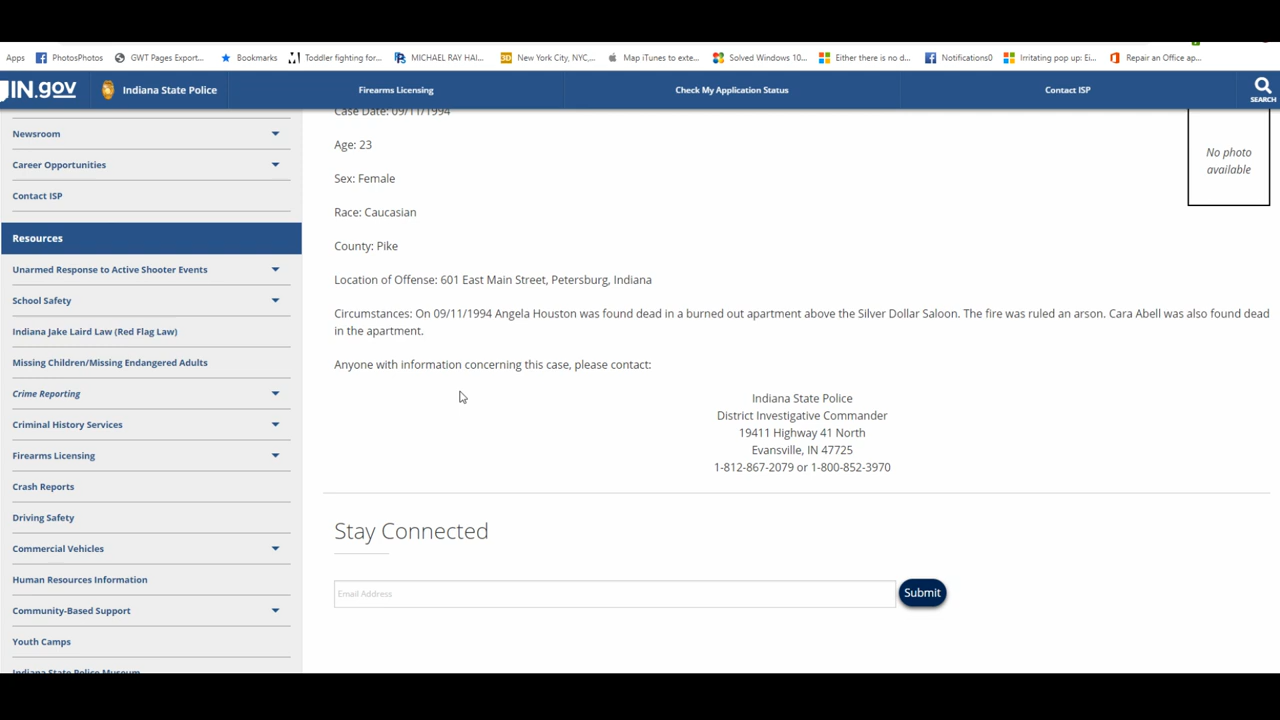 Apps PhotosPhotos GWT Pages Export... Bookmarks Toddler fighting for... MICHAEL RAY HAI... New York City, NYC,... Map iTunes to exte... Solved Windows 10... Either there is no d... Notifications0 Irritating pop up: Ei... Repair an Office ap...
IN.gov Indiana State Police Firearms Licensing Check My Application Status Contact ISP SEARCH
Newsroom
Career Opportunities
Contact ISP
Resources
Unarmed Response to Active Shooter Events
School Safety
Indiana Jake Laird Law (Red Flag Law)
Missing Children/Missing Endangered Adults
Crime Reporting
Criminal History Services
Firearms Licensing
Crash Reports
Driving Safety
Commercial Vehicles
Human Resources Information
Community-Based Support
Youth Camps
Indiana State Police Museum
Case Date: 09/11/1994
Age: 23
Sex: Female
Race: Caucasian
County: Pike
Location of Offense: 601 East Main Street, Petersburg, Indiana
Circumstances: On 09/11/1994 Angela Houston was found dead in a burned out apartment above the Silver Dollar Saloon. The fire was ruled an arson. Cara Abell was also found dead
in the apartment.
Anyone with information concerning this case, please contact:
Indiana State Police
District Investigative Commander
19411 Highway 41 North
Evansville, IN 47725
1-812-867-2079 or 1-800-852-3970
No photo
available
Stay Connected
Email Address
Submit